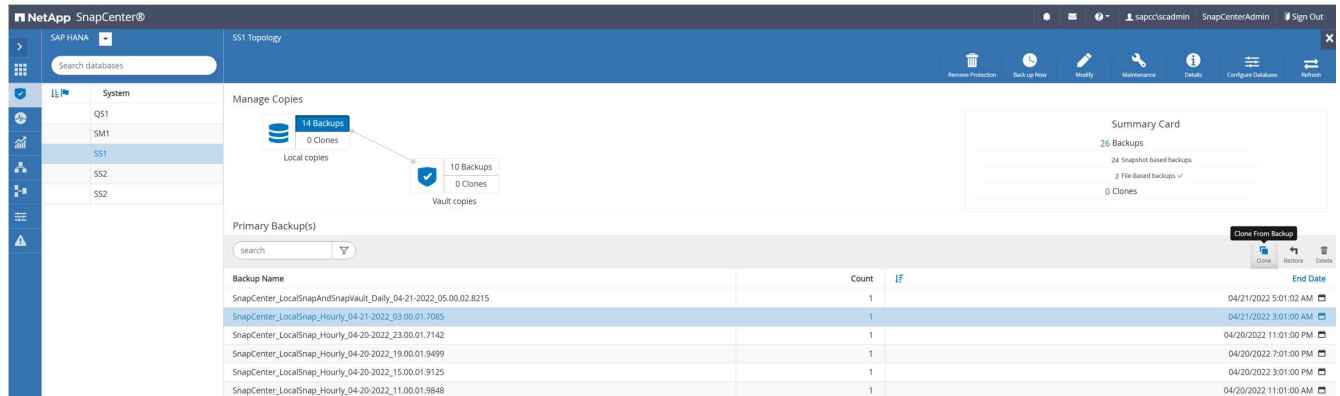 NetApp SnapCenter®
sapcc\scadmin SnapCenterAdmin Sign Out
SAP HANA
SS1 Topology
Search databases
Remove Protection Back up Now Modify Maintenance Details Configure Database Refresh
System
QS1
SM1
SS1
SS2
SS2
Manage Copies
14 Backups
0 Clones
Local copies
10 Backups
0 Clones
Vault copies
Summary Card
26 Backups
24 Snapshot based backups
2 File-Based backups
0 Clones
Primary Backup(s)
Clone From Backup
search
Clone Restore Delete
Backup Name Count End Date
SnapCenter_LocalSnapAndSnapVault_Daily_04-21-2022_05.00.02.8215 1 04/21/2022 5:01:02 AM
SnapCenter_LocalSnap_Hourly_04-21-2022_03.00.01.7085 1 04/21/2022 3:01:00 AM
SnapCenter_LocalSnap_Hourly_04-20-2022_23.00.01.7142 1 04/20/2022 11:01:00 PM
SnapCenter_LocalSnap_Hourly_04-20-2022_19.00.01.9499 1 04/20/2022 7:01:00 PM
SnapCenter_LocalSnap_Hourly_04-20-2022_15.00.01.9125 1 04/20/2022 3:01:00 PM
SnapCenter_LocalSnap_Hourly_04-20-2022_11.00.01.9848 1 04/20/2022 11:01:00 AM